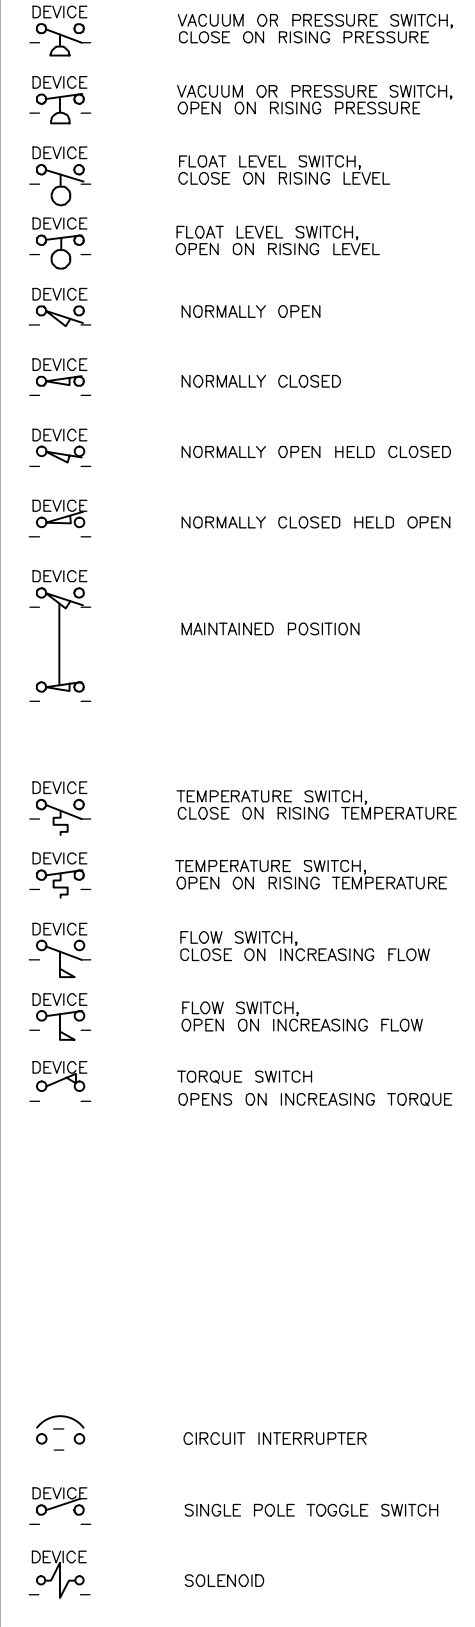 DEVICE
VACUUM OR PRESSURE SWITCH,
CLOSE ON RISING PRESSURE
DEVICE
VACUUM OR PRESSURE SWITCH,
OPEN ON RISING PRESSURE
DEVICE
FLOAT LEVEL SWITCH,
CLOSE ON RISING LEVEL
DEVICE
FLOAT LEVEL SWITCH,
OPEN ON RISING LEVEL
DEVICE
NORMALLY OPEN
DEVICE
NORMALLY CLOSED
DEVICE
NORMALLY OPEN HELD CLOSED
DEVICE
NORMALLY CLOSED HELD OPEN
DEVICE
MAINTAINED POSITION
DEVICE
TEMPERATURE SWITCH,
CLOSE ON RISING TEMPERATURE
DEVICE
TEMPERATURE SWITCH,
OPEN ON RISING TEMPERATURE
DEVICE
FLOW SWITCH,
CLOSE ON INCREASING FLOW
DEVICE
FLOW SWITCH,
OPEN ON INCREASING FLOW
DEVICE
TORQUE SWITCH
OPENS ON INCREASING TORQUE
CIRCUIT INTERRUPTER
DEVICE
SINGLE POLE TOGGLE SWITCH
DEVICE
SOLENOID